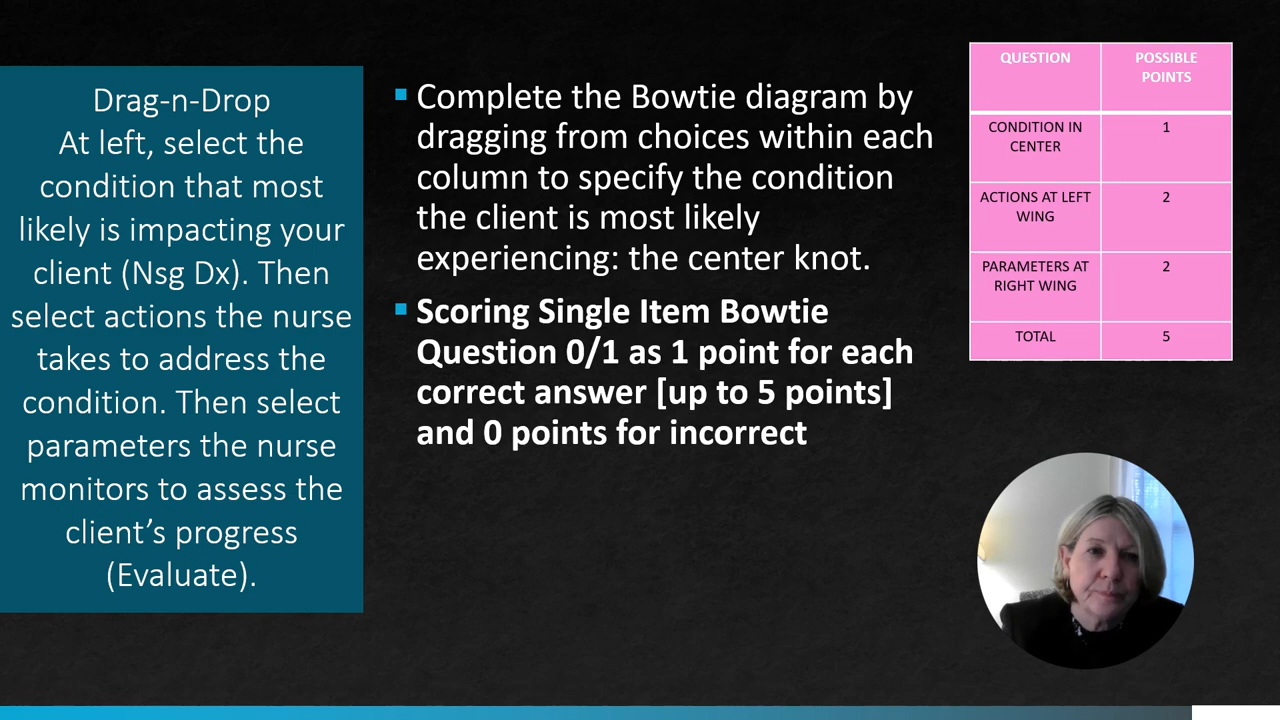 Drag-n-Drop
At left, select the
condition that most
likely is impacting your
client (Nsg Dx). Then
select actions the nurse
takes to address the
condition. Then select
parameters the nurse
monitors to assess the
client’s progress
(Evaluate).
▪ Complete the Bowtie diagram by
dragging from choices within each
column to specify the condition
the client is most likely
experiencing: the center knot.
▪ Scoring Single Item Bowtie
Question 0/1 as 1 point for each
correct answer [up to 5 points]
and 0 points for incorrect
QUESTION POSSIBLE
POINTS
CONDITION IN 1
CENTER
ACTIONS AT LEFT 2
WING
PARAMETERS AT 2
RIGHT WING
TOTAL 5